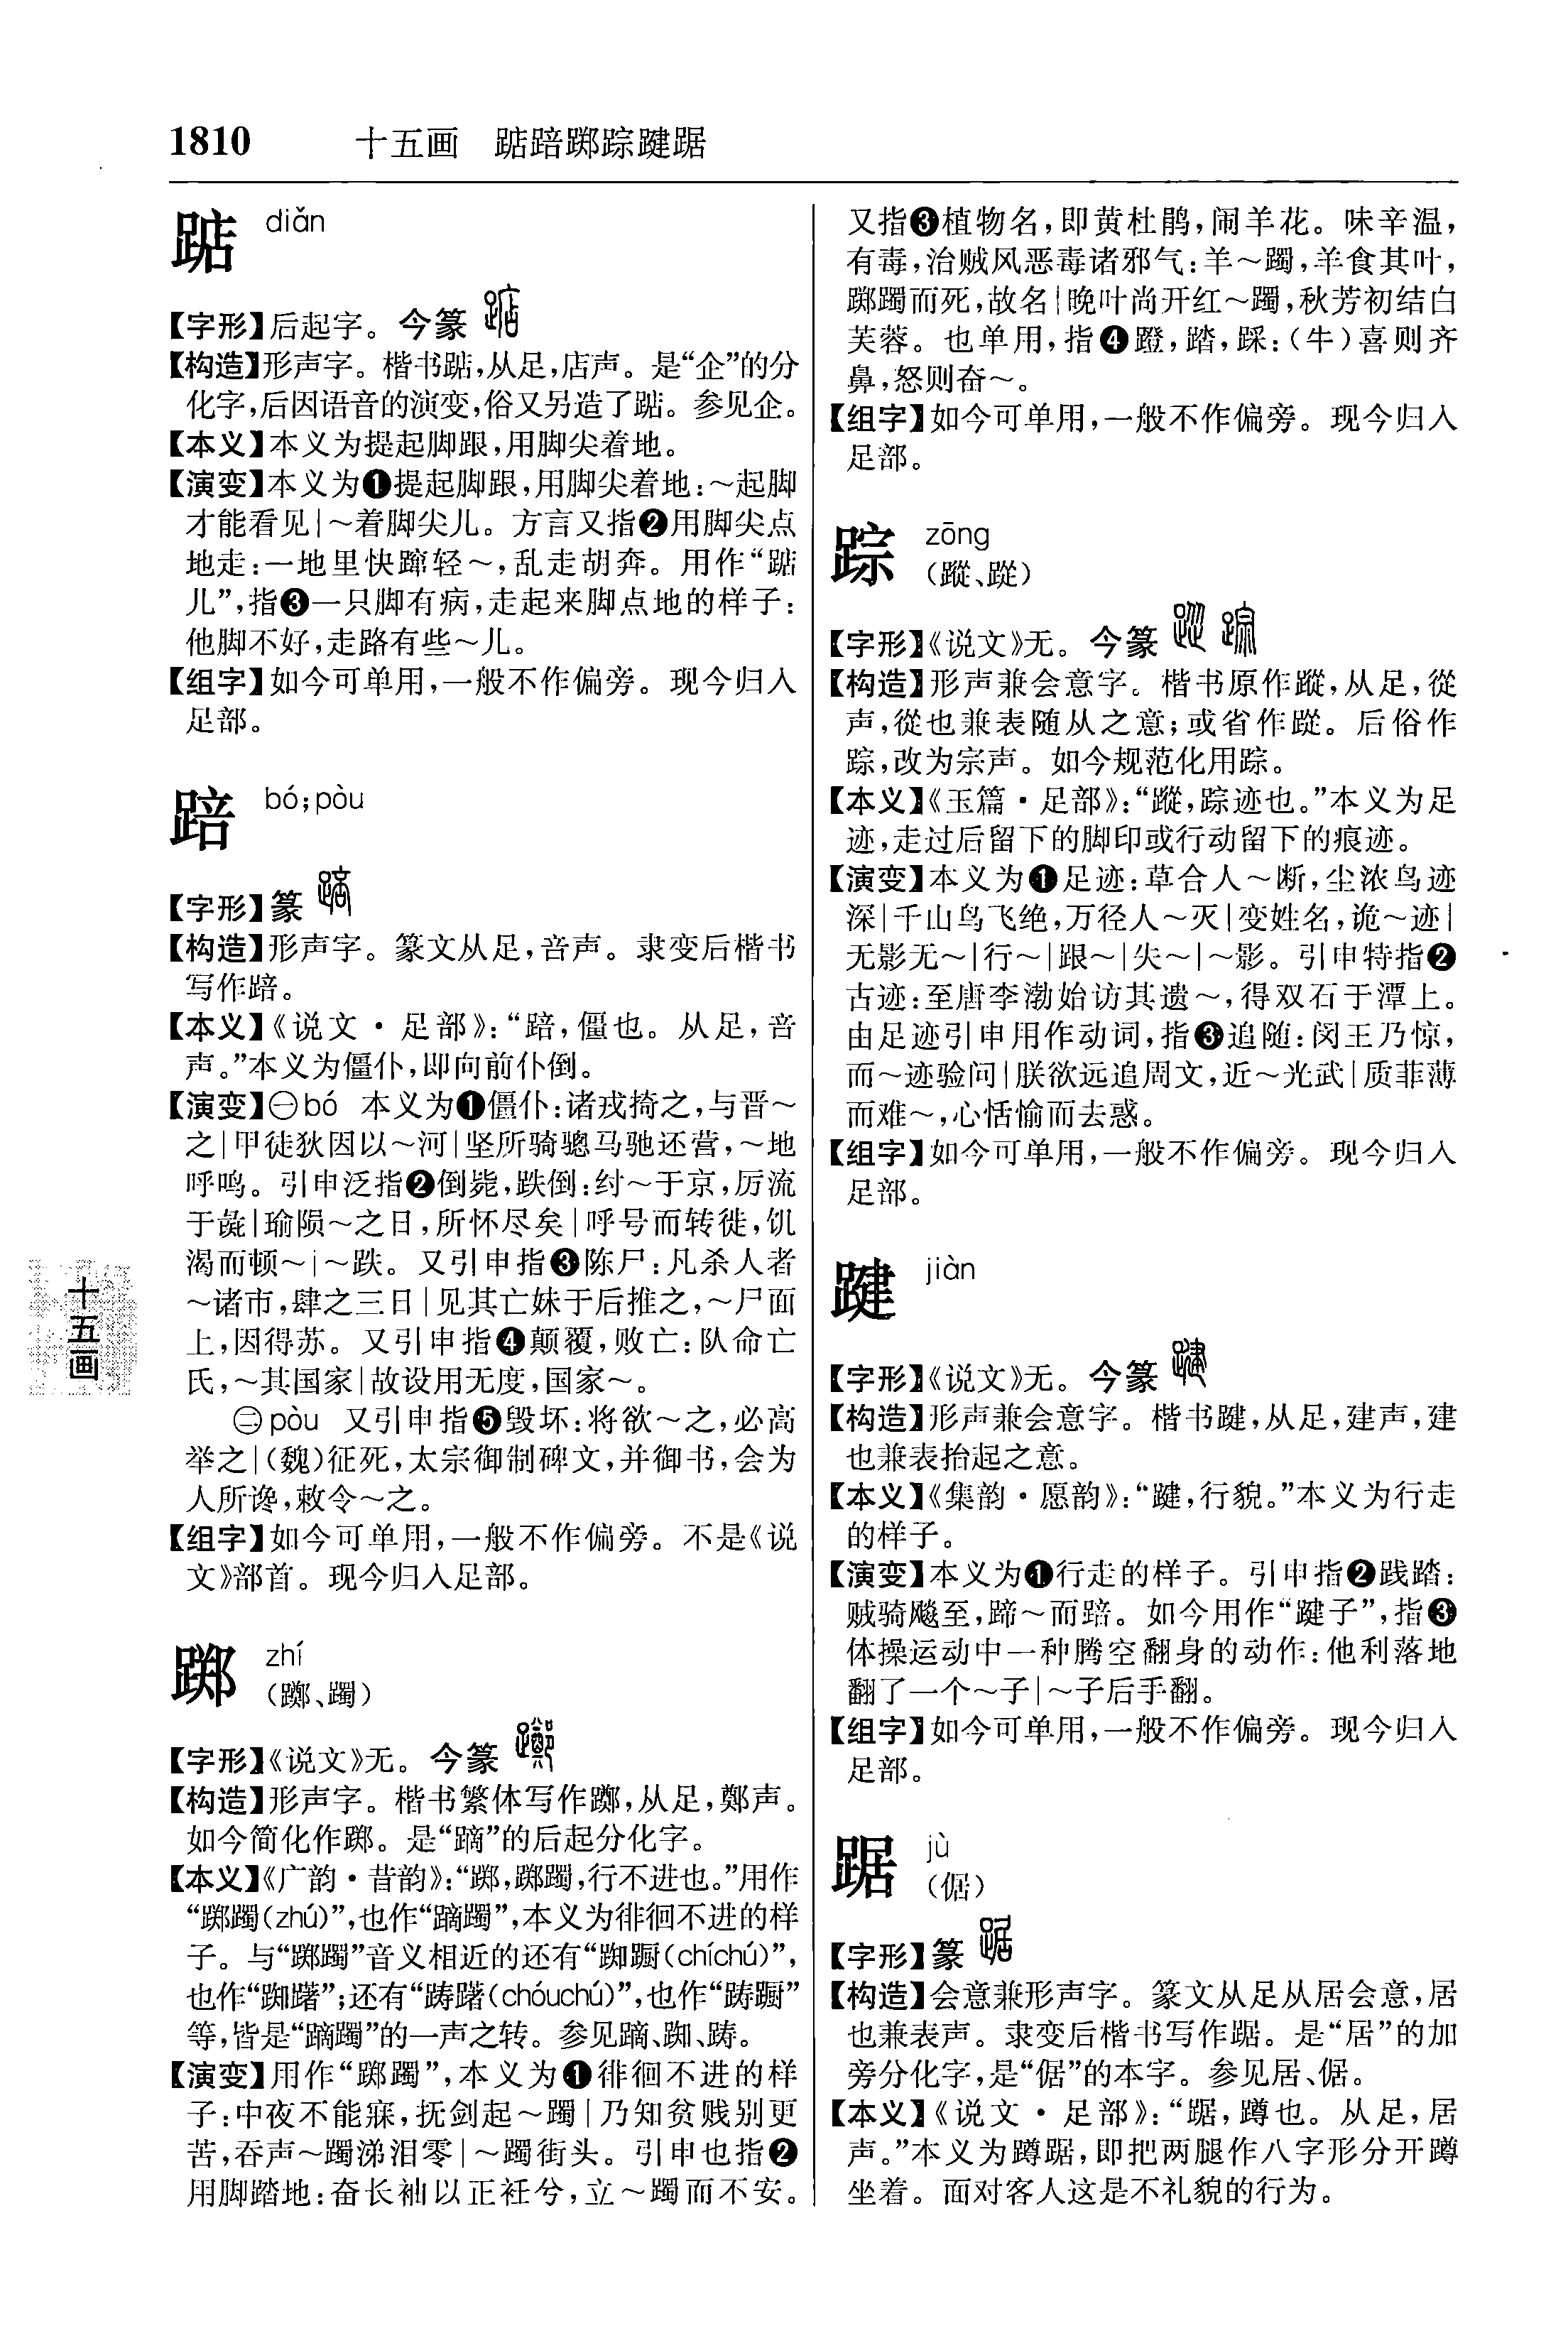 1810 十五画 踮踣踯踪踺踞
踮 diǎn
【字形】后起字。今篆
【构造】形声字。楷书踮,从足,店声。是“企”的分
化字,后因语音的演变,俗又另造了踮。参见企。
【本义】本义为提起脚跟,用脚尖着地。
【演变】本义为❶提起脚跟,用脚尖着地:～起脚
才能看见|～着脚尖儿。方言又指❷用脚尖点
地走:一地里快蹿轻～,乱走胡奔。用作“踮
儿”,指❸一只脚有病,走起来脚点地的样子:
他脚不好,走路有些～儿。
【组字】如今可单用,一般不作偏旁。现今归入
足部。
踣 bó;pòu
【字形】篆
【构造】形声字。篆文从足,咅声。隶变后楷书
写作踣。
【本义】《说文·足部》:“踣,僵也。从足,咅
声。”本义为僵仆,即向前仆倒。
【演变】㊀bó 本义为❶僵仆:诸戎掎之,与晋～
之|甲徒狄因以～河|坚所骑骢马驰还营,～地
呼鸣。引申泛指❷倒毙,跌倒:纣～于京,厉流
于彘|瑜陨～之日,所怀尽矣|呼号而转徙,饥
渴而顿～|～跌。又引申指❸陈尸:凡杀人者
～诸市,肆之三日|见其亡妹于后推之,～尸面
上,因得苏。又引申指❹颠覆,败亡:队命亡
氏,～其国家|故设用无度,国家～。
㊁pòu 又引申指❺毁坏:将欲～之,必高
举之|(魏)征死,太宗御制碑文,并御书,会为
人所谗,敕令～之。
【组字】如今可单用,一般不作偏旁。不是《说
文》部首。现今归入足部。
踯 zhí
(躑、躅)
【字形】《说文》无。今篆
【构造】形声字。楷书繁体写作躑,从足,鄭声。
如今简化作踯。是“蹢”的后起分化字。
【本义】《广韵·昔韵》:“踯,踯躅,行不进也。”用作
“踯躅(zhú)”,也作“蹢躅”,本义为徘徊不进的样
子。与“踯躅”音义相近的还有“踟蹰(chíchú)”,
也作“踟躇”;还有“踌躇(chóuchú)”,也作“踌蹰”
等,皆是“蹢躅”的一声之转。参见蹢、踟、踌。
【演变】用作“踯躅”,本义为❶徘徊不进的样
子:中夜不能寐,抚剑起～躅|乃知贫贱别更
苦,吞声～躅涕泪零|～躅街头。引申也指❷
用脚踏地:奋长袖以正衽兮,立～躅而不安。
又指❸植物名,即黄杜鹃,闹羊花。味辛温,
有毒,治贼风恶毒诸邪气:羊～躅,羊食其叶,
踯躅而死,故名|晚叶尚开红～躅,秋芳初结白
芙蓉。也单用,指❹蹬,踏,踩:(牛)喜则齐
鼻,怒则奋～。
【组字】如今可单用,一般不作偏旁。现今归入
足部。
踪 zōng
(蹤、䟲)
【字形】《说文》无。今篆
【构造】形声兼会意字。楷书原作蹤,从足,從
声,從也兼表随从之意;或省作䟲。后俗作
踪,改为宗声。如今规范化用踪。
【本义】《玉篇·足部》:“蹤,踪迹也。”本义为足
迹,走过后留下的脚印或行动留下的痕迹。
【演变】本义为❶足迹:草合人～断,尘浓鸟迹
深|千山鸟飞绝,万径人～灭|变姓名,诡～迹|
无影无～|行～|跟～|失～|～影。引申特指❷
古迹:至唐李渤始访其遗～,得双石于潭上。
由足迹引申用作动词,指❸追随:闵王乃惊,
而～迹验问|朕欲远追周文,近～光武|质菲薄
而难～,心恬愉而去惑。
【组字】如今可单用,一般不作偏旁。现今归入
足部。
踺 jiàn
【字形】《说文》无。今篆
【构造】形声兼会意字。楷书踺,从足,建声,建
也兼表抬起之意。
【本义】《集韵·愿韵》:“踺,行貌。”本义为行走
的样子。
【演变】本义为❶行走的样子。引申指❷践踏:
贼骑飚至,蹄～而踣。如今用作“踺子”,指❸
体操运动中一种腾空翻身的动作:他利落地
翻了一个～子|～子后手翻。
【组字】如今可单用,一般不作偏旁。现今归入
足部。
踞 jù
(倨)
【字形】篆
【构造】会意兼形声字。篆文从足从居会意,居
也兼表声。隶变后楷书写作踞。是“居”的加
旁分化字,是“倨”的本字。参见居、倨。
【本义】《说文·足部》:“踞,蹲也。从足,居
声。”本义为蹲踞,即把两腿作八字形分开蹲
坐着。面对客人这是不礼貌的行为。
十五画